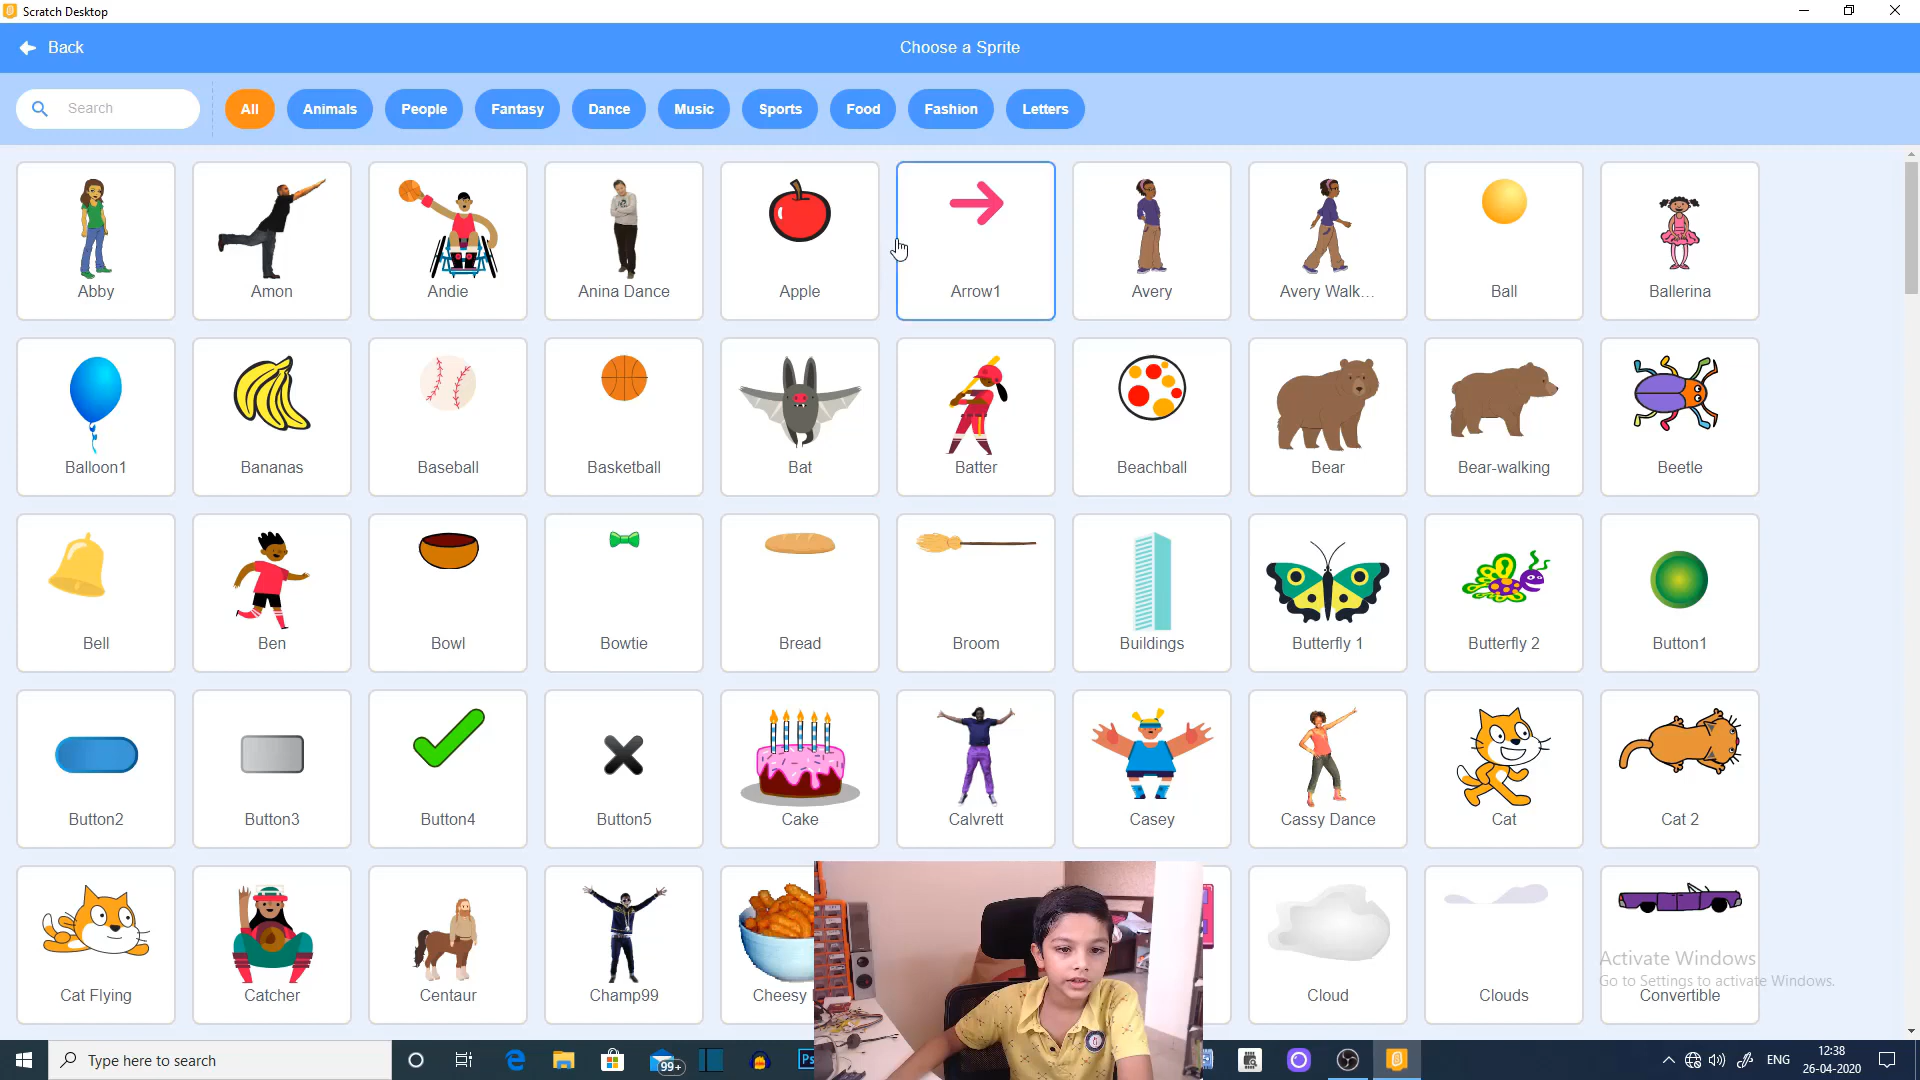 Scratch Desktop
Back
Choose a Sprite
Search
All
Animals
People
Fantasy
Dance
Music
Sports
Food
Fashion
Letters
Abby
Amon
Andie
Anina Dance
Apple
Arrow1
Avery
Avery Walk...
Ball
Ballerina
Balloon1
Bananas
Baseball
Basketball
Bat
Batter
Beachball
Bear
Bear-walking
Beetle
Bell
Ben
Bowl
Bowtie
Bread
Broom
Buildings
Butterfly 1
Butterfly 2
Button1
Button2
Button3
Button4
Button5
Cake
Calvrett
Casey
Cassy Dance
Cat
Cat 2
Cat Flying
Catcher
Centaur
Champ99
Cheesy
Cloud
Clouds
Convertible
Activate Windows
Go to Settings to activate Windows.
Type here to search
99+
Ps
ENG
12:38
26-04-2020